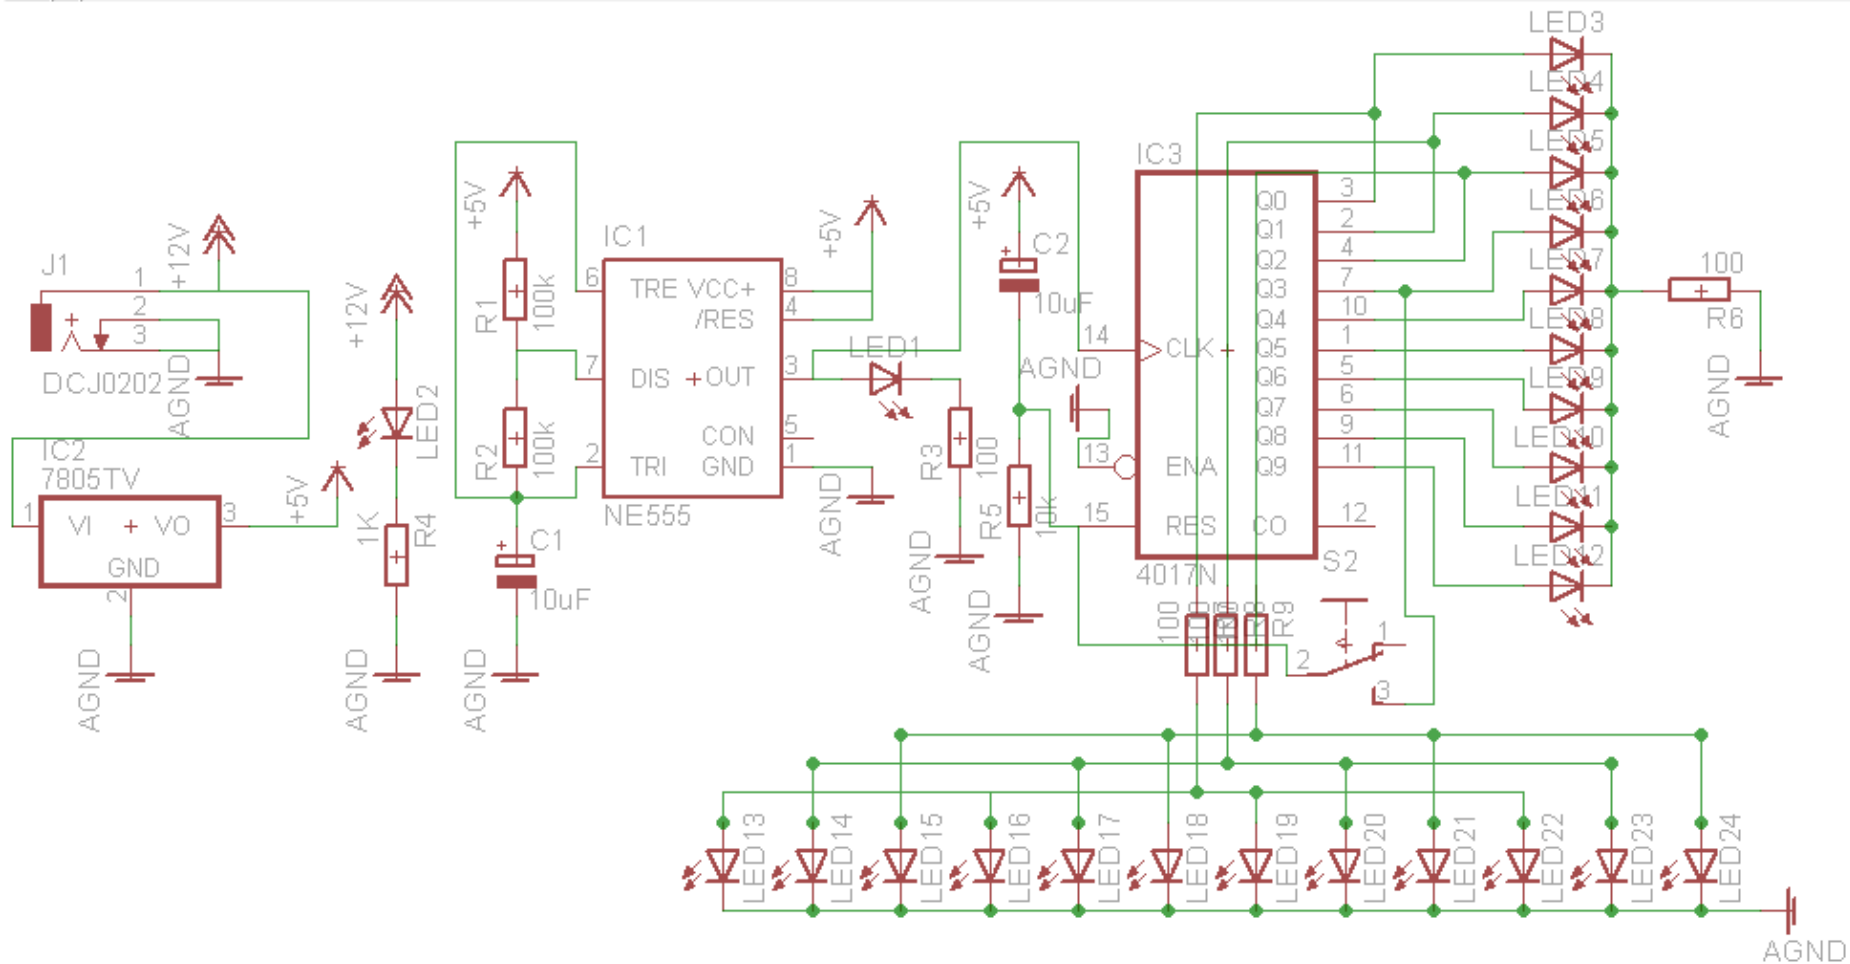 J1
1
2
3
+12V
DCJ0202
AGND
IC2
7805TV
1
VI
VO
3
GND
2
+5V
AGND
+12V
LED2
1K
R4
AGND
+5V
R1
100k
R2
100k
C1
10uF
AGND
IC1
6
TRE
VCC+
8
/RES
4
7
DIS
OUT
3
CON
5
2
TRI
GND
1
NE555
+5V
AGND
LED1
R3
100
AGND
+5V
C2
10uF
R5
10k
AGND
AGND
IC3
14
CLK
13
ENA
15
RES
4017N
Q0
3
Q1
2
Q2
4
Q3
7
Q4
10
Q5
1
Q6
5
Q7
6
Q8
9
Q9
11
CO
12
S2
1
2
3
100
R9
LED3
LED4
LED5
LED6
LED7
LED8
LED9
LED10
LED11
LED12
100
R6
AGND
LED13
LED14
LED15
LED16
LED17
LED18
LED19
LED20
LED21
LED22
LED23
LED24
AGND